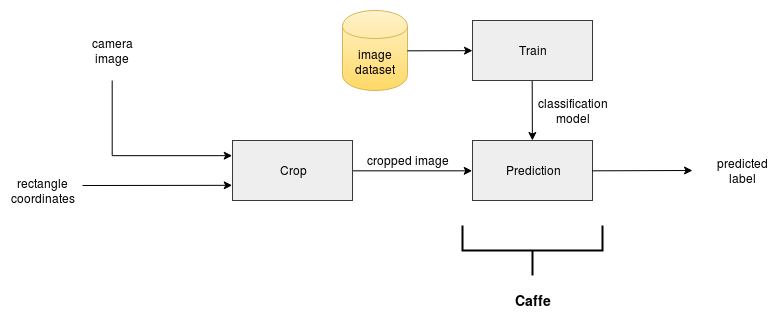 camera
image
image
dataset
Train
classification
model
rectangle
coordinates
Crop
cropped image
Prediction
predicted
label
Caffe